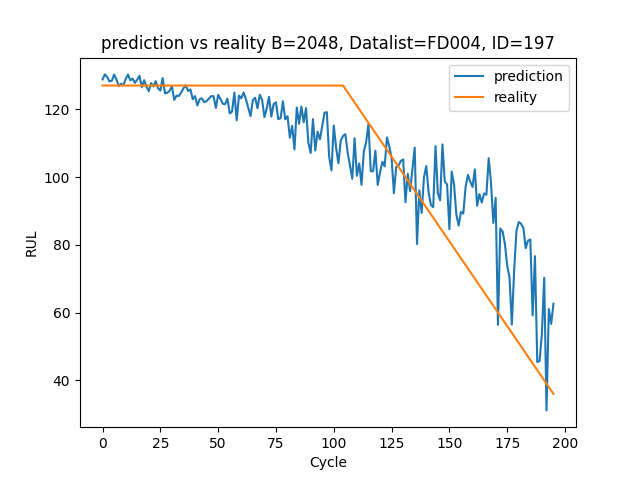 prediction vs reality B=2048, Datalist=FD004, ID=197
prediction
reality
120
100
80
60
40
RUL
0 25 50 75 100 125 150 175 200
Cycle